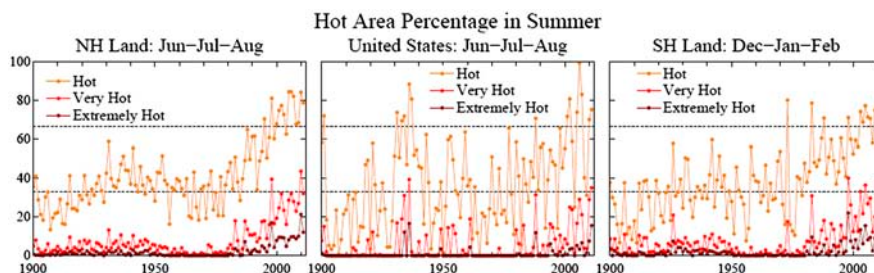 Hot Area Percentage in Summer
NH Land: Jun-Jul-Aug
United States: Jun-Jul-Aug
SH Land: Dec-Jan-Feb
100
80
60
40
20
0
Hot
Very Hot
Extremely Hot
Hot
Very Hot
Extremely Hot
Hot
Very Hot
Extremely Hot
1900
1950
2000
1900
1950
2000
1900
1950
2000